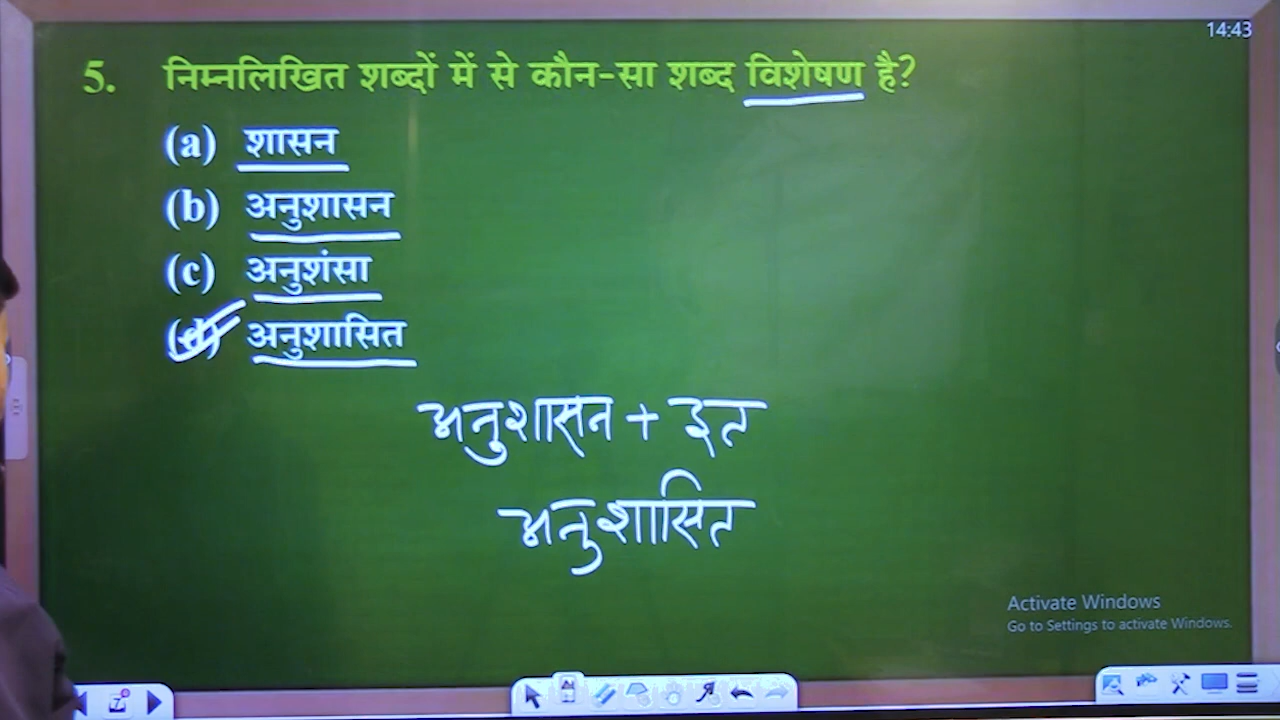 14:43
5. निम्नलिखित शब्दों में से कौन-सा शब्द विशेषण है?
(a) शासन
(b) अनुशासन
(c) अनुशंसा
(d) अनुशासित
अनुशासन + इत
अनुशासित
Activate Windows
Go to Settings to activate Windows.